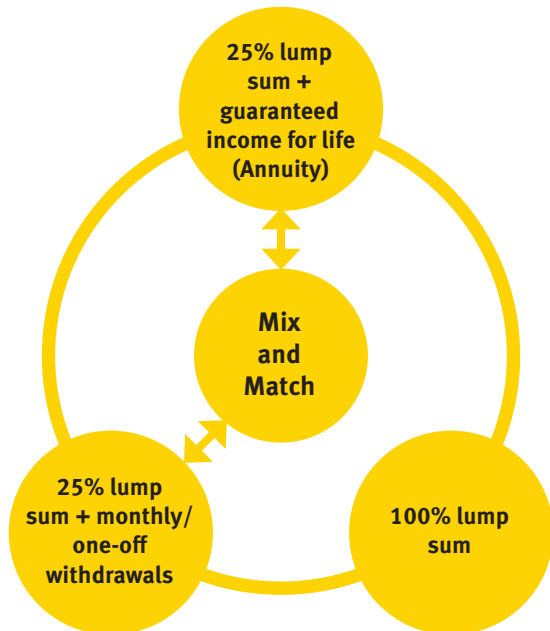 25% lump
sum +
guaranteed
income for life
(Annuity)
Mix
and
Match
25% lump
sum + monthly/
one-off
withdrawals
100% lump
sum